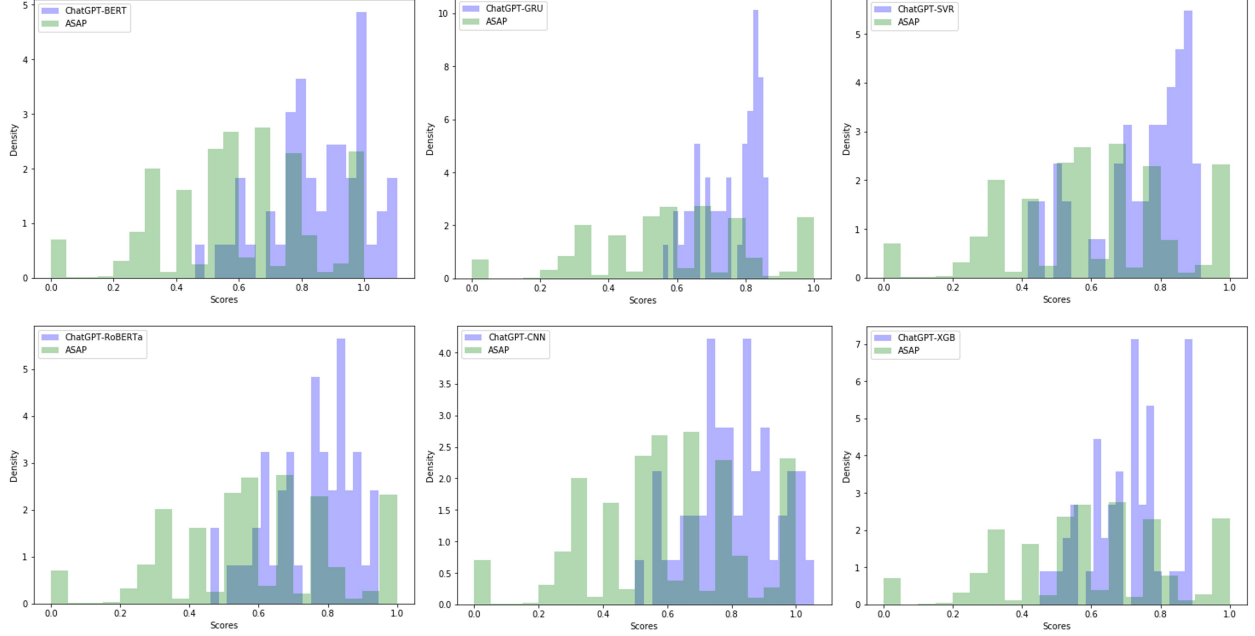 ChatGPT-BERT
ASAP
5
4
3
2
1
0
Density
0.0 0.2 0.4 0.6 0.8 1.0
Scores
ChatGPT-GRU
ASAP
10
8
6
4
2
0
Density
0.0 0.2 0.4 0.6 0.8 1.0
Scores
ChatGPT-SVR
ASAP
5
4
3
2
1
0
Density
0.0 0.2 0.4 0.6 0.8 1.0
Scores
ChatGPT-RoBERTa
ASAP
5
4
3
2
1
0
Density
0.0 0.2 0.4 0.6 0.8 1.0
Scores
ChatGPT-CNN
ASAP
4.0
3.5
3.0
2.5
2.0
1.5
1.0
0.5
0.0
Density
0.0 0.2 0.4 0.6 0.8 1.0
Scores
ChatGPT-XGB
ASAP
7
6
5
4
3
2
1
0
Density
0.0 0.2 0.4 0.6 0.8 1.0
Scores